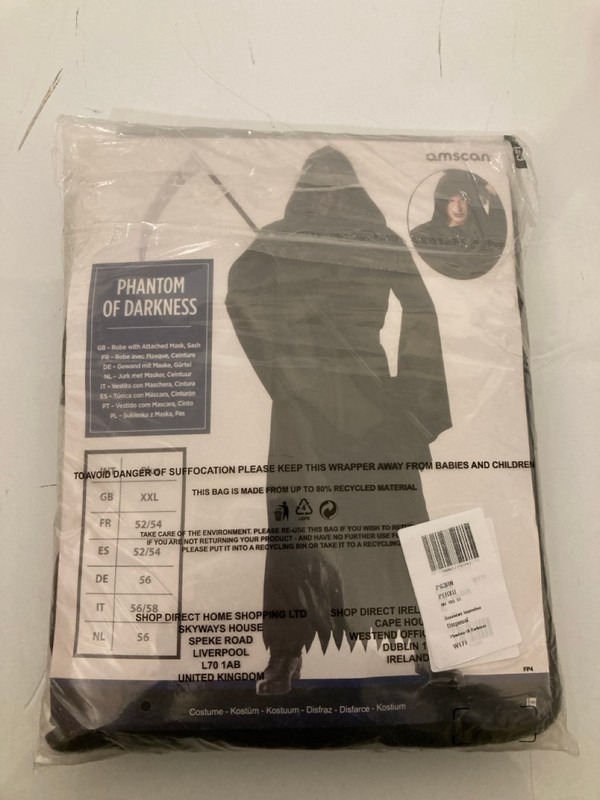 amscan
PHANTOM
OF DARKNESS
GB - Robe with Attached Mask, Sash
FR - Robe avec Masque, Ceinture
DE - Gewand mit Maske, Gürtel
NL - Jurk met Masker, Ceintuur
IT - Vestito con Maschera, Cintura
ES - Túnica con Máscara, Cinturón
PT - Vestido com Máscara, Cinto
PL - Sukienka z Maską, Pas
TO AVOID DANGER OF SUFFOCATION PLEASE KEEP THIS WRAPPER AWAY FROM BABIES AND CHILDREN
THIS BAG IS MADE FROM UP TO 80% RECYCLED MATERIAL
4
LDPE
TAKE CARE OF THE ENVIRONMENT. PLEASE RE-USE THIS BAG IF YOU WISH TO
IF YOU ARE NOT RETURNING YOUR PRODUCT - AND HAVE NO FURTHER USE
PLEASE PUT IT INTO A RECYCLING BIN OR TAKE IT TO A RECYCLING
INT
GB XXL
FR 52/54
ES 52/54
DE 56
IT 56/58
NL 56
SHOP DIRECT HOME SHOPPING LTD
SKYWAYS HOUSE
SPEKE ROAD
LIVERPOOL
L70 1AB
UNITED KINGDOM
SHOP DIRECT
WESTEND
DUBLIN 1
IRELAND
Disposal
Phantom Of Darkness
FP4
Costume - Kostüm - Kostuum - Disfraz - Disfarce - Kostium